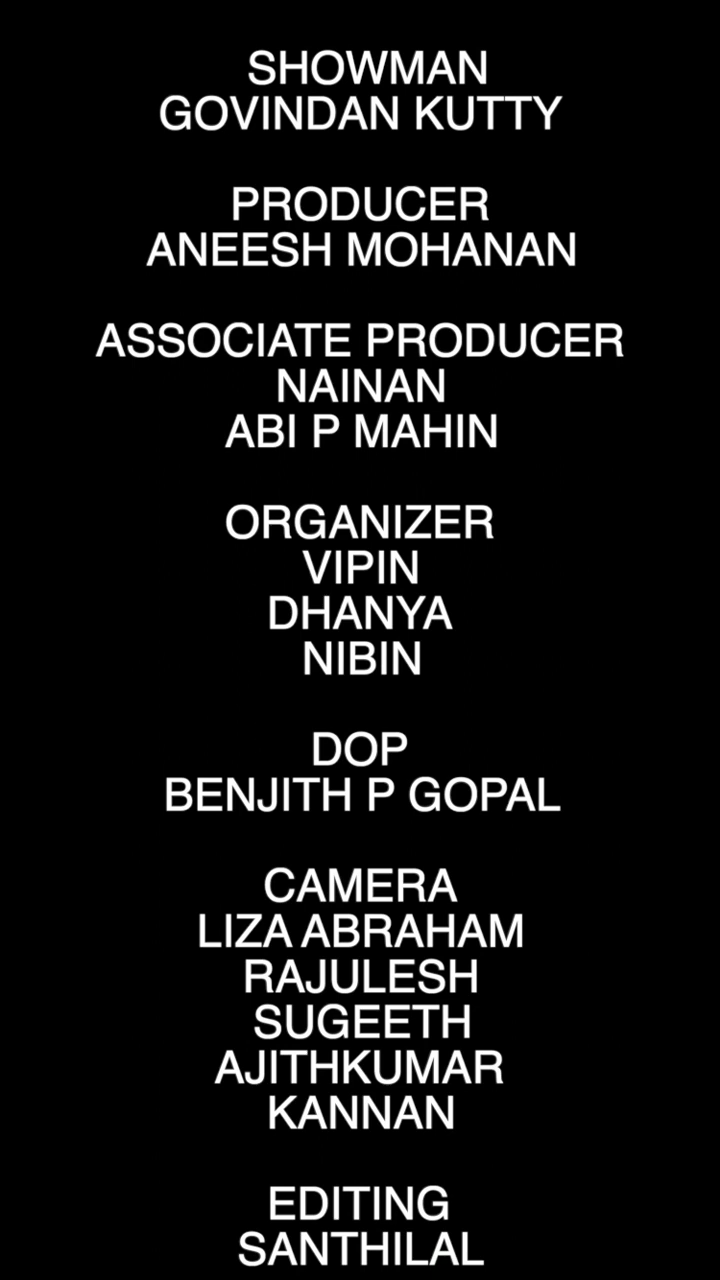 SHOWMAN
GOVINDAN KUTTY
PRODUCER
ANEESH MOHANAN
ASSOCIATE PRODUCER
NAINAN
ABI P MAHIN
ORGANIZER
VIPIN
DHANYA
NIBIN
DOP
BENJITH P GOPAL
CAMERA
LIZA ABRAHAM
RAJULESH
SUGEETH
AJITHKUMAR
KANNAN
EDITING
SANTHILAL